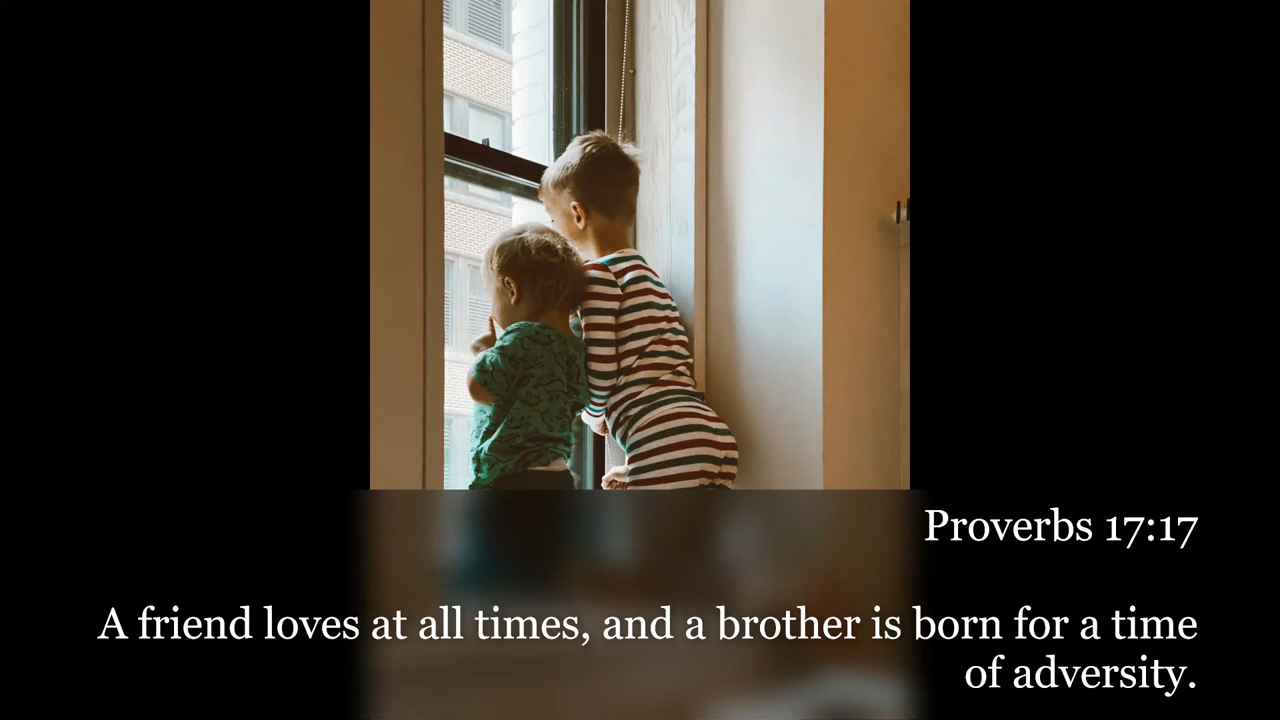 Proverbs 17:17
A friend loves at all times, and a brother is born for a time
of adversity.